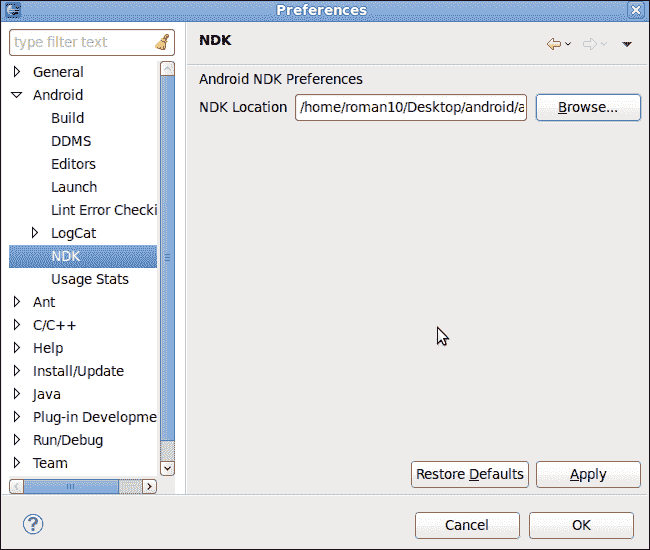 Preferences
type filter text
General
Android
Build
DDMS
Editors
Launch
Lint Error Checki
LogCat
NDK
Usage Stats
Ant
C/C++
Help
Install/Update
Java
Plug-in Developme
Run/Debug
Team
NDK
Android NDK Preferences
NDK Location /home/roman10/Desktop/android/a Browse...
Restore Defaults Apply
? Cancel OK